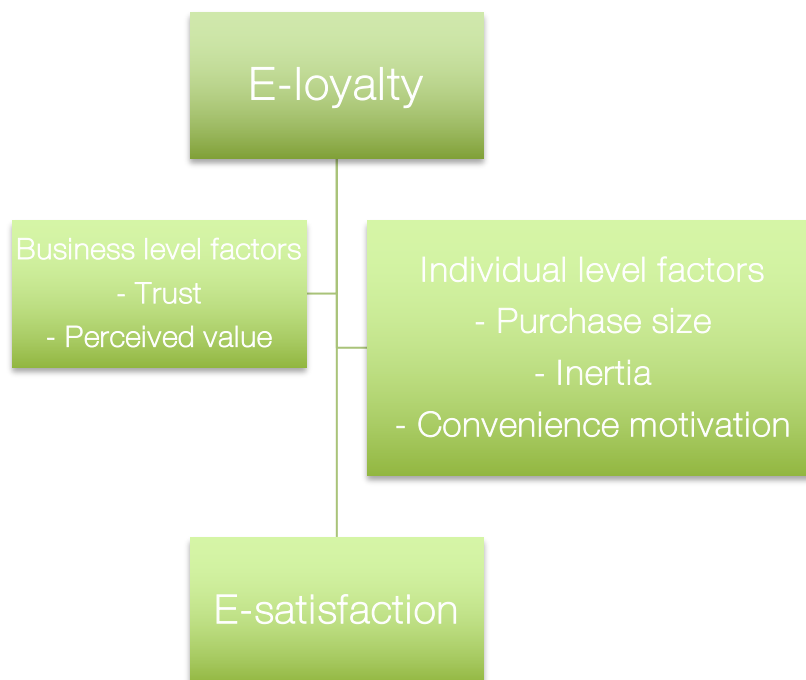 E-loyalty
Business level factors
- Trust
- Perceived value
Individual level factors
- Purchase size
- Inertia
- Convenience motivation
E-satisfaction